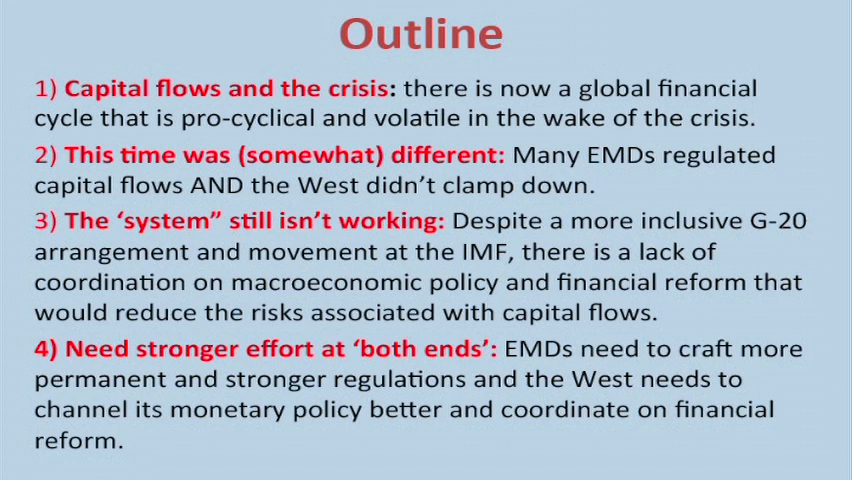 Outline
1) Capital flows and the crisis: there is now a global financial
cycle that is pro-cyclical and volatile in the wake of the crisis.
2) This time was (somewhat) different: Many EMDs regulated
capital flows AND the West didn’t clamp down.
3) The ‘system” still isn’t working: Despite a more inclusive G-20
arrangement and movement at the IMF, there is a lack of
coordination on macroeconomic policy and financial reform that
would reduce the risks associated with capital flows.
4) Need stronger effort at ‘both ends’: EMDs need to craft more
permanent and stronger regulations and the West needs to
channel its monetary policy better and coordinate on financial
reform.